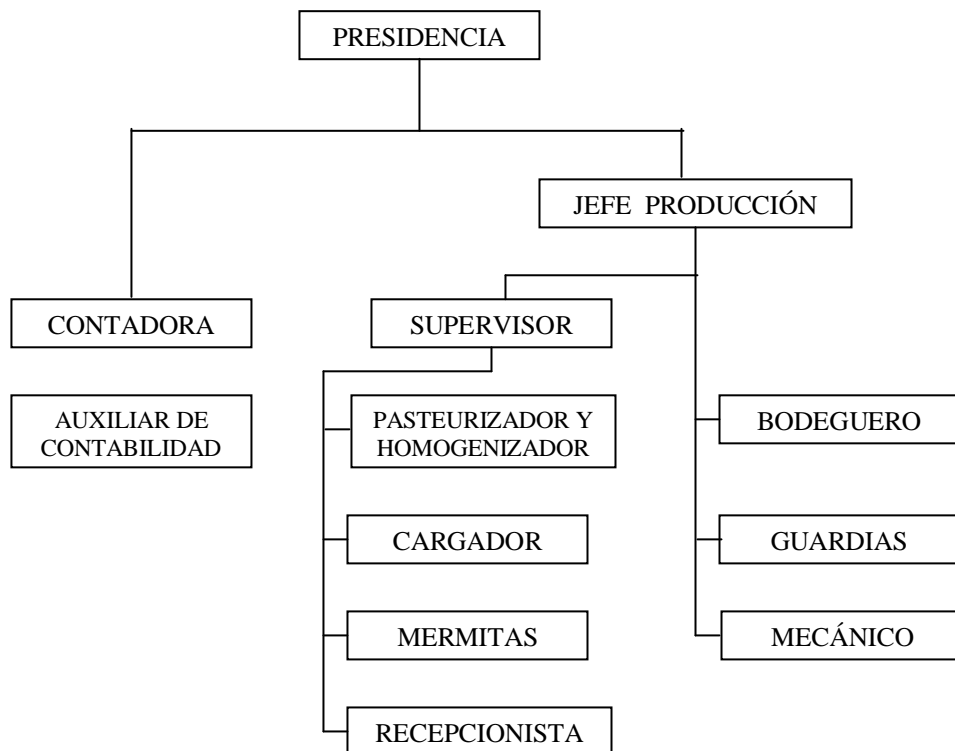 PRESIDENCIA
JEFE PRODUCCIÓN
CONTADORA
SUPERVISOR
AUXILIAR DE
CONTABILIDAD
PASTEURIZADOR Y
HOMOGENIZADOR
BODEGUERO
CARGADOR
GUARDIAS
MERMITAS
MECÁNICO
RECEPCIONISTA